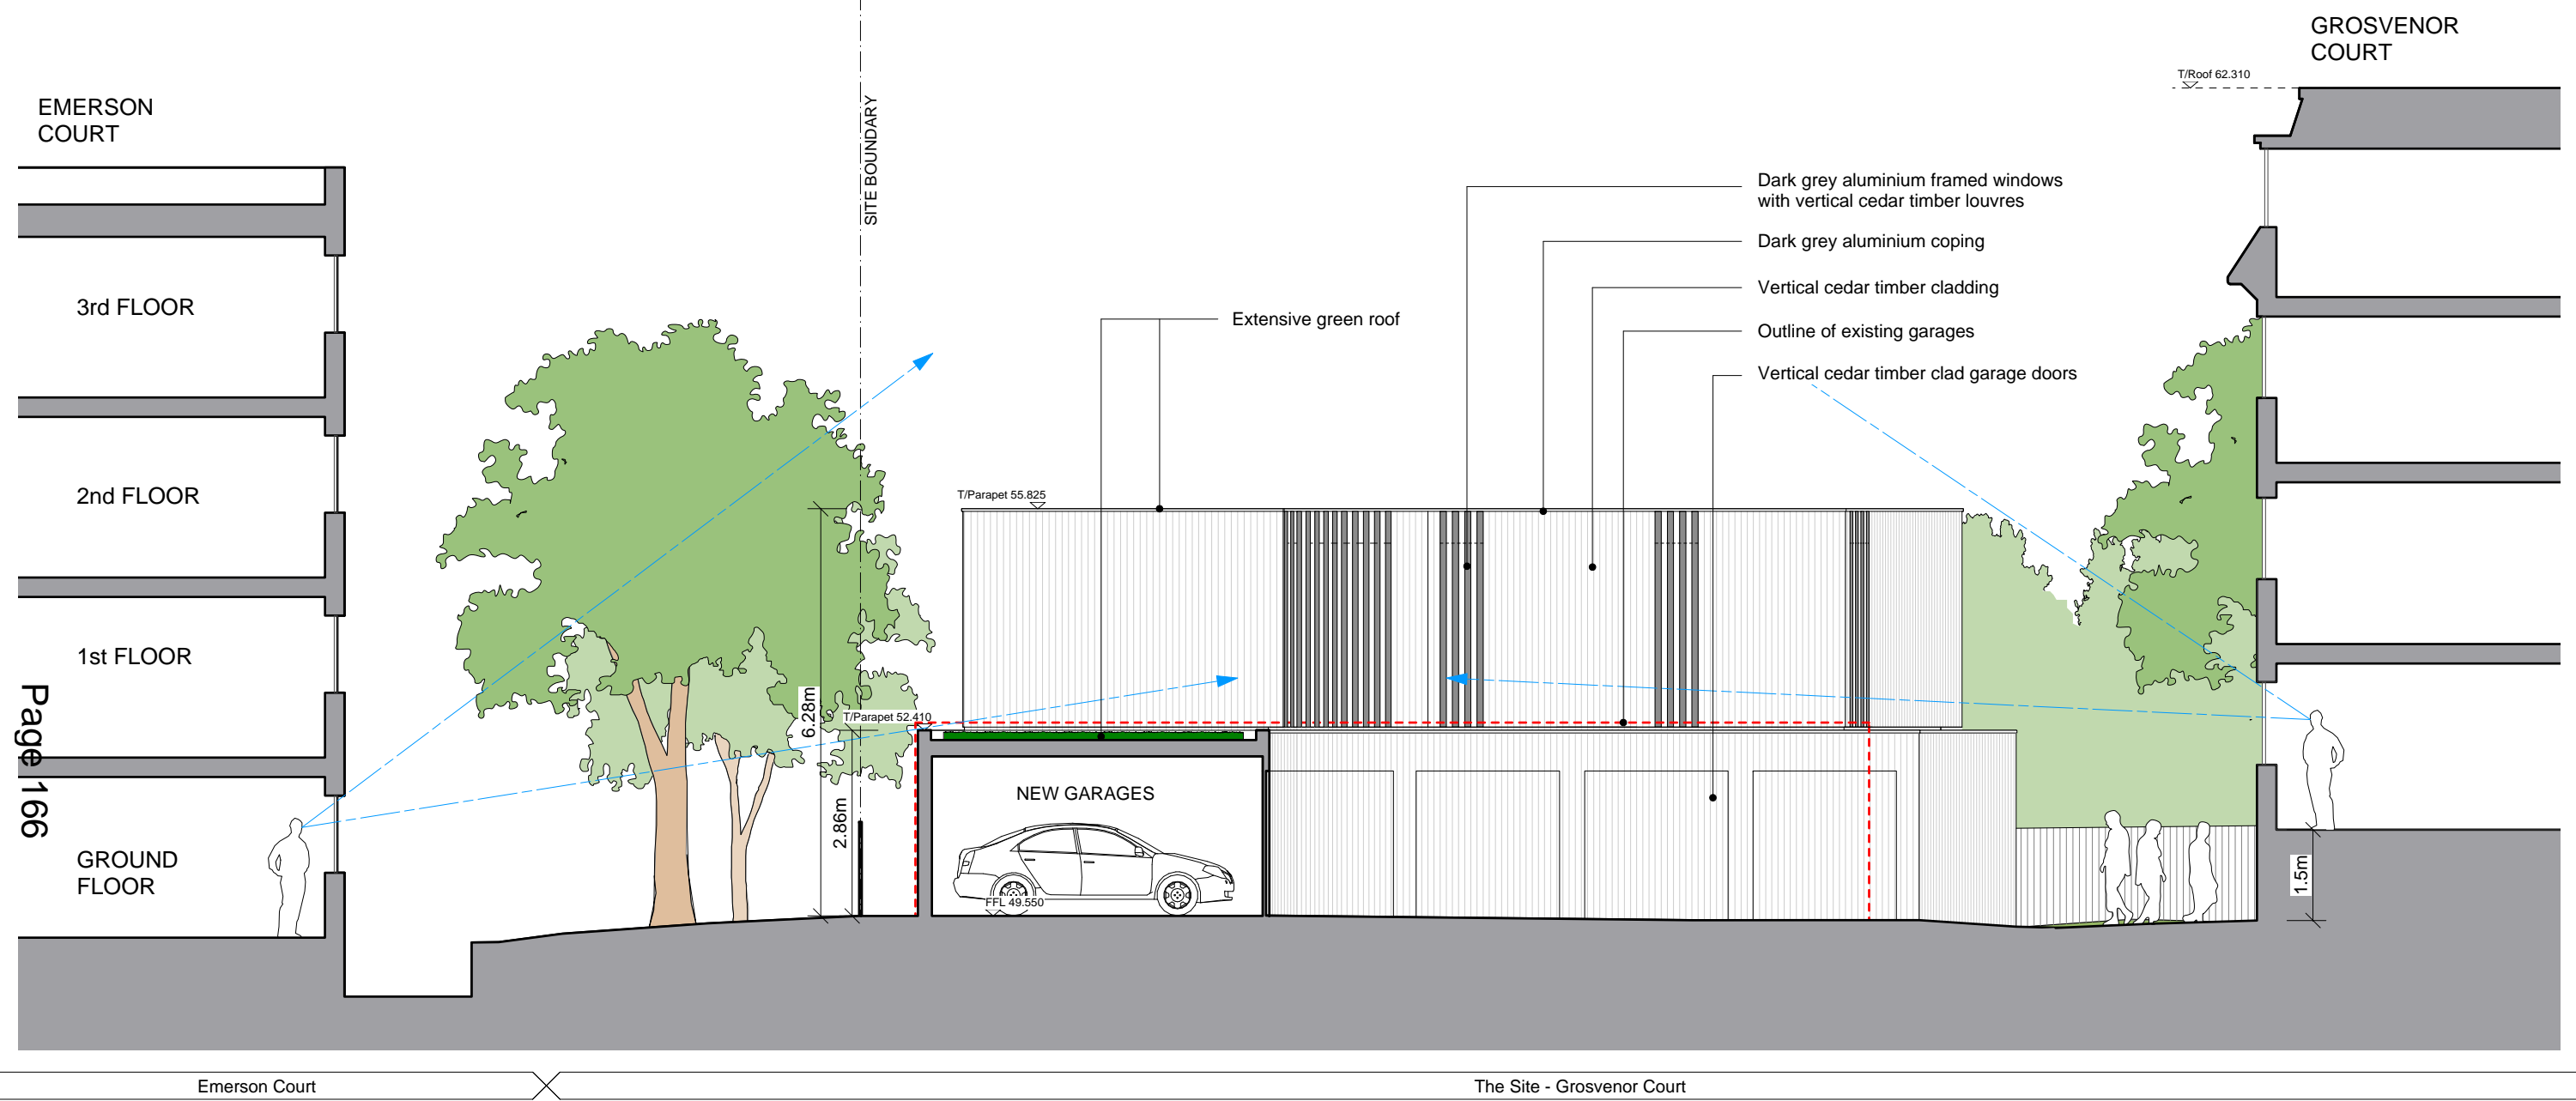 GROSVENOR
COURT
T/Roof 62.310
EMERSON
COURT
SITE BOUNDARY
Dark grey aluminium framed windows
with vertical cedar timber louvres
Dark grey aluminium coping
Vertical cedar timber cladding
Outline of existing garages
Vertical cedar timber clad garage doors
Extensive green roof
3rd FLOOR
2nd FLOOR
1st FLOOR
GROUND
FLOOR
Page 166
T/Parapet 55.825
6.28m
T/Parapet 52.410
2.86m
NEW GARAGES
FFL 49.550
1.5m
Emerson Court
The Site - Grosvenor Court